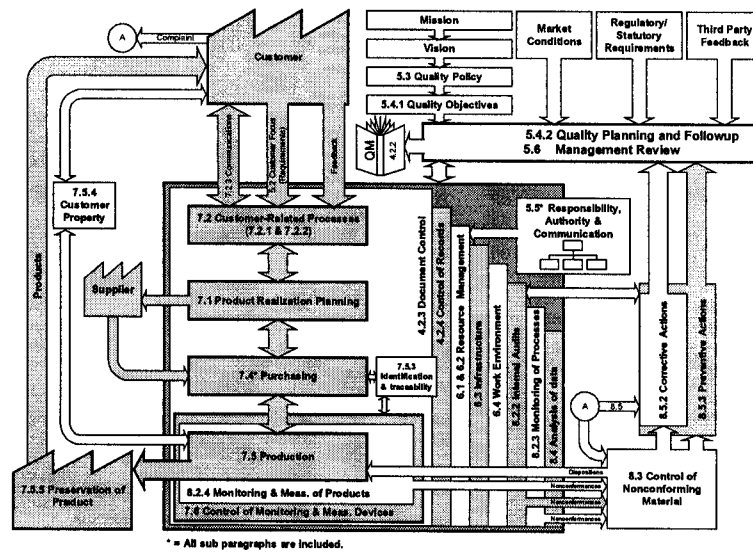 A
Complaint
Customer
Mission
Vision
5.3 Quality Policy
5.4.1 Quality Objectives
Market
Conditions
Regulatory/
Statutory
Requirements
Third Party
Feedback
QM
4.2.2
5.4.2 Quality Planning and Followup
5.6 Management Review
7.2.3 Communications
5.2 Customer Focus
(Requirements)
Feedback
7.5.4
Customer
Property
Products
7.2 Customer-Related Processes
(7.2.1 & 7.2.2)
Supplier
7.1 Product Realization Planning
7.4* Purchasing
7.5.3
Identification
& traceability
7.5 Production
8.2.4 Monitoring & Meas. of Products
7.6 Control of Monitoring & Meas. Devices
7.5.5 Preservation of
Product
4.2.3 Document Control
4.2.4 Control of Records
6.1 & 6.2 Resource Management
6.3 Infrastructure
6.4 Work Environment
8.2.2 Internal Audits
8.2.3 Monitoring of Processes
8.4 Analysis of data
5.5* Responsibility,
Authority &
Communication
8.5.2 Corrective Actions
8.5.3 Preventive Actions
A
8.5
Dispositions
Nonconformances
Nonconformances
Nonconformances
8.3 Control of
Nonconforming
Material
* = All sub paragraphs are included.